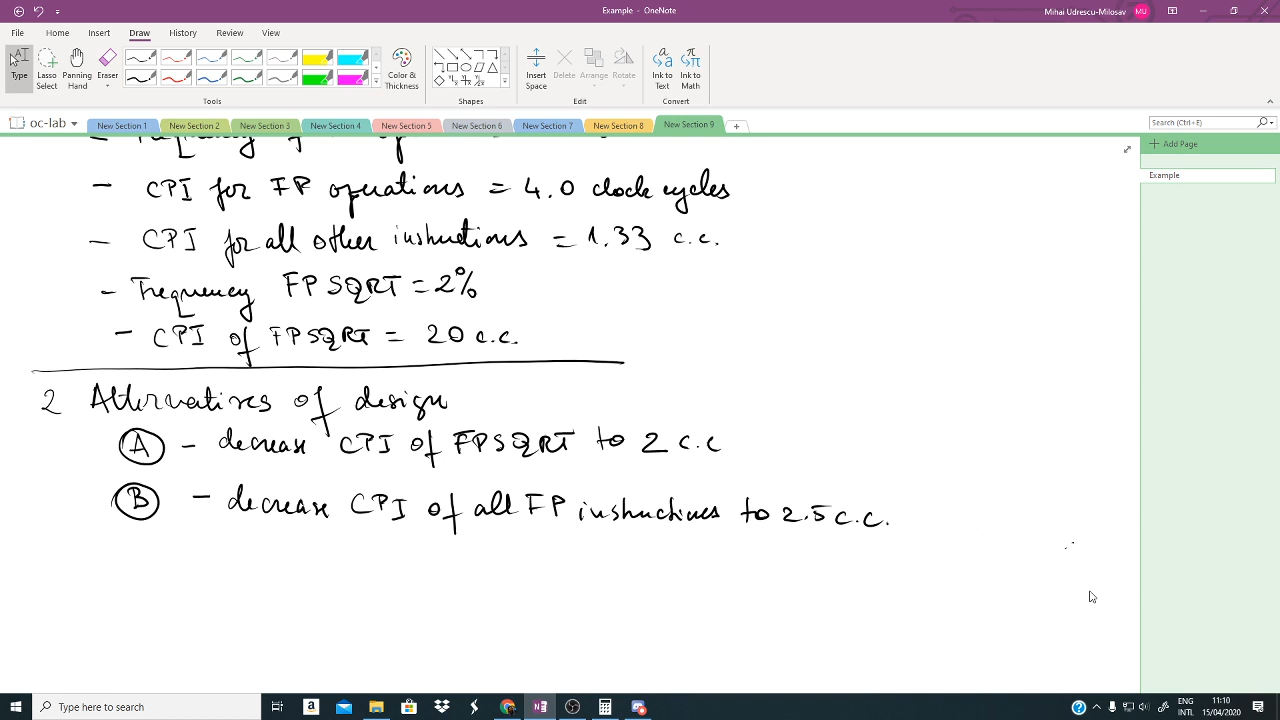 Example - OneNote
Mihai Udrescu-Milosav MU
File Home Insert Draw History Review View
Type Lasso Select Panning Hand Eraser Color & Thickness Insert Space Delete Arrange Rotate Ink to Text Ink to Math
Tools Shapes Edit Convert
oc-lab New Section 1 New Section 2 New Section 3 New Section 4 New Section 5 New Section 6 New Section 7 New Section 8 New Section 9
Search (Ctrl+E)
Add Page
Example
- Frequency of
- CPI for FP operations = 4.0 clock cycles
- CPI for all other instructions = 1.33 c.c.
- Frequency FPSQRT = 2%
- CPI of FPSQRT = 20 c.c.
2 Alternatives of design
A - decrease CPI of FPSQRT to 2 c.c
B - decrease CPI of all FP instructions to 2.5 c.c.
Type here to search
ENG 11:10
INTL 15/04/2020